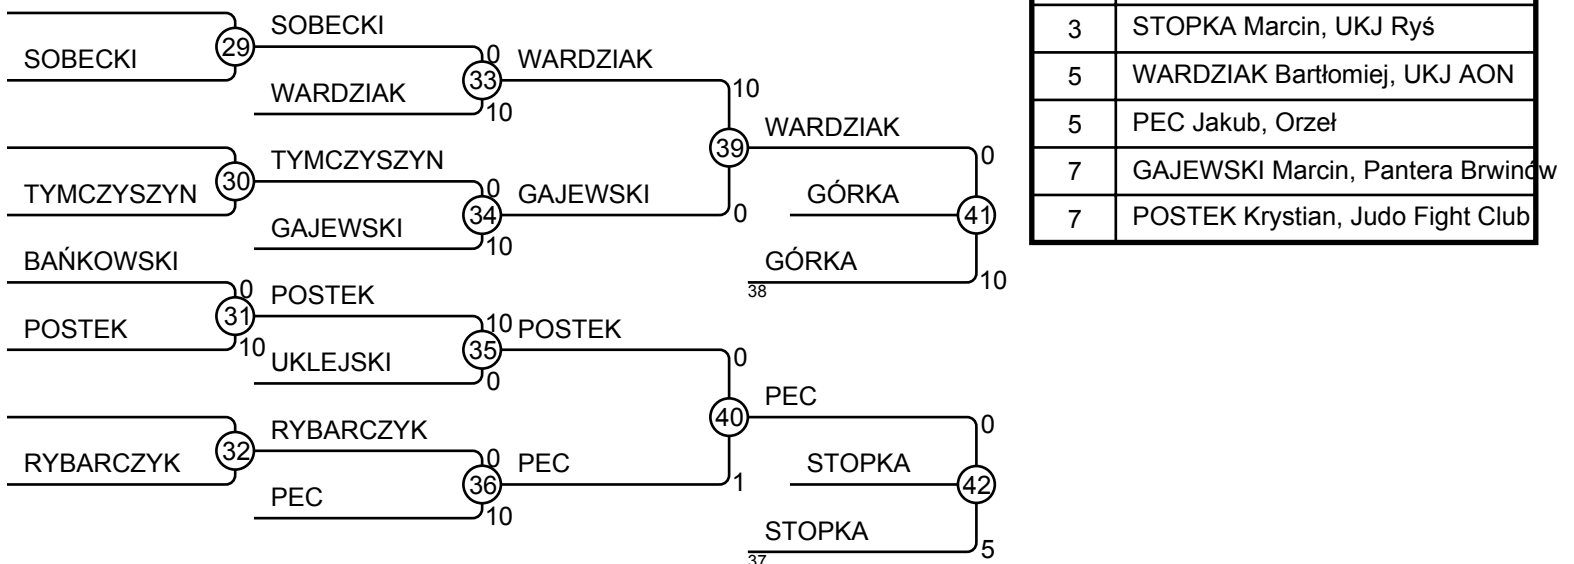 SOBECKI
SOBECKI
29
SOBECKI
0
WARDZIAK
33
WARDZIAK
10
10
WARDZIAK
39
TYMCZYSZYN
0
30
TYMCZYSZYN
0
GAJEWSKI
GÓRKA
34
41
0
GAJEWSKI
10
BAŃKOWSKI
GÓRKA
0
10
38
POSTEK
31
POSTEK
10
POSTEK
10
35
UKLEJSKI
0
0
PEC
40
0
RYBARCZYK
32
RYBARCZYK
0
PEC
STOPKA
36
1
42
PEC
10
STOPKA
5
37
3 STOPKA Marcin, UKJ Ryś
5 WARDZIAK Bartłomiej, UKJ AON
5 PEC Jakub, Orzeł
7 GAJEWSKI Marcin, Pantera Brwinów
7 POSTEK Krystian, Judo Fight Club